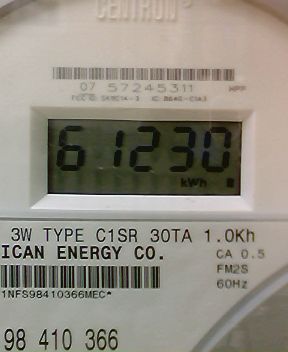 CENTRON®
07 57245311
61230
kWh
3W TYPE C1SR 30TA 1.0Kh
ICAN ENERGY CO.
CA 0.5
FM2S
60Hz
1NFS98410366MEC*
98 410 366